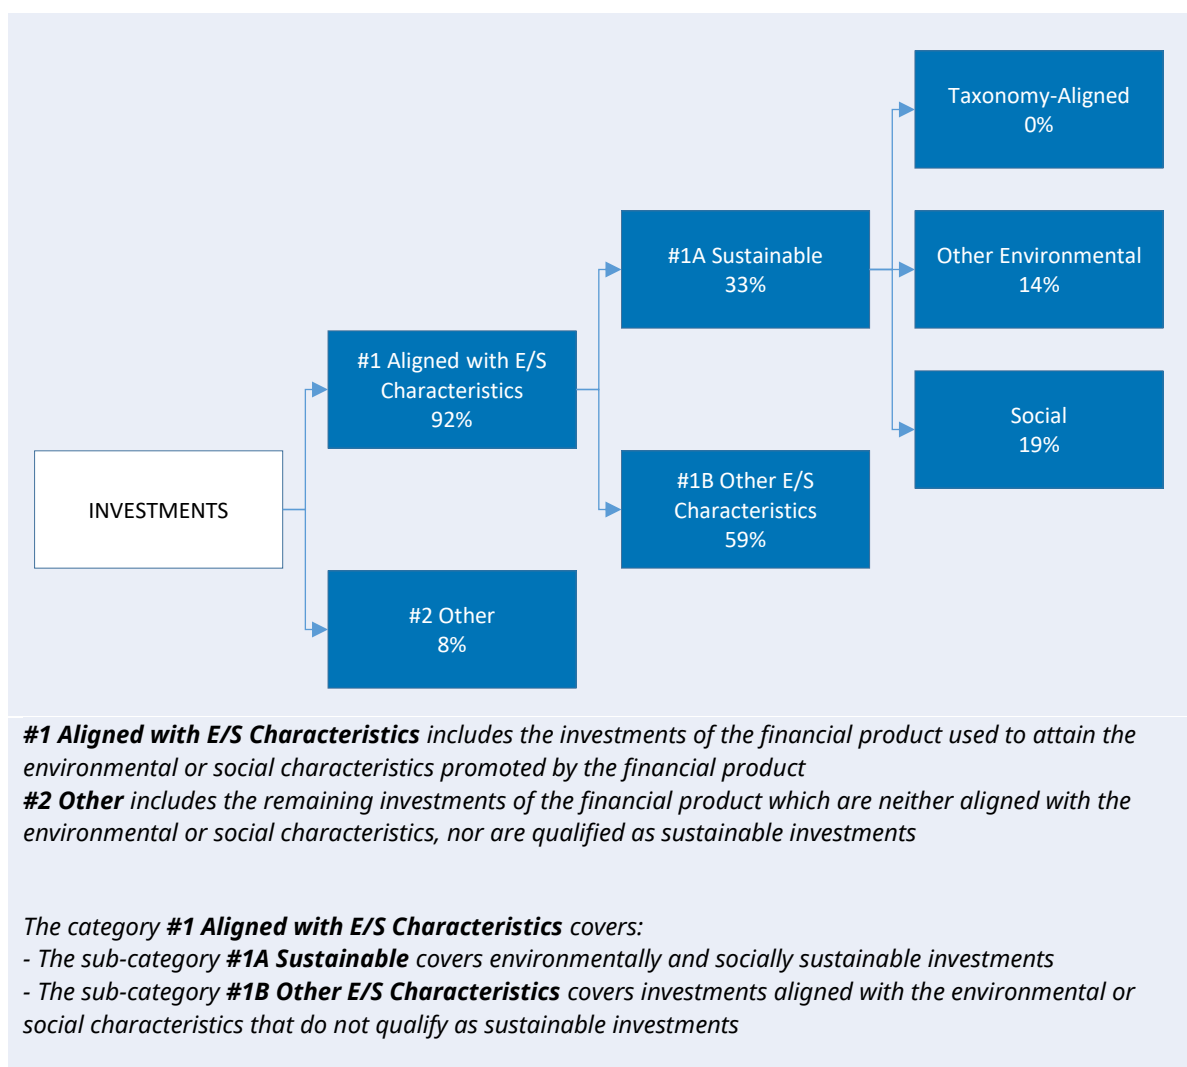 Taxonomy-Aligned
0%
#1A Sustainable
33%
Other Environmental
14%
#1 Aligned with E/S
Characteristics
92%
Social
19%
INVESTMENTS
#1B Other E/S
Characteristics
59%
#2 Other
8%
#1 Aligned with E/S Characteristics includes the investments of the financial product used to attain the
environmental or social characteristics promoted by the financial product
#2 Other includes the remaining investments of the financial product which are neither aligned with the
environmental or social characteristics, nor are qualified as sustainable investments
The category #1 Aligned with E/S Characteristics covers:
- The sub-category #1A Sustainable covers environmentally and socially sustainable investments
- The sub-category #1B Other E/S Characteristics covers investments aligned with the environmental or
social characteristics that do not qualify as sustainable investments